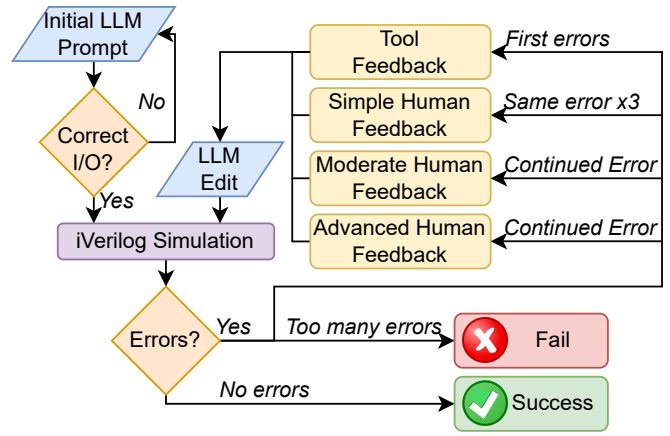 Initial LLM
Prompt
No
Correct
I/O?
Yes
LLM
Edit
iVerilog Simulation
Tool
Feedback
First errors
Simple Human
Feedback
Same error x3
Moderate Human
Feedback
Continued Error
Advanced Human
Feedback
Continued Error
Errors?
Yes
Too many errors
Fail
No errors
Success